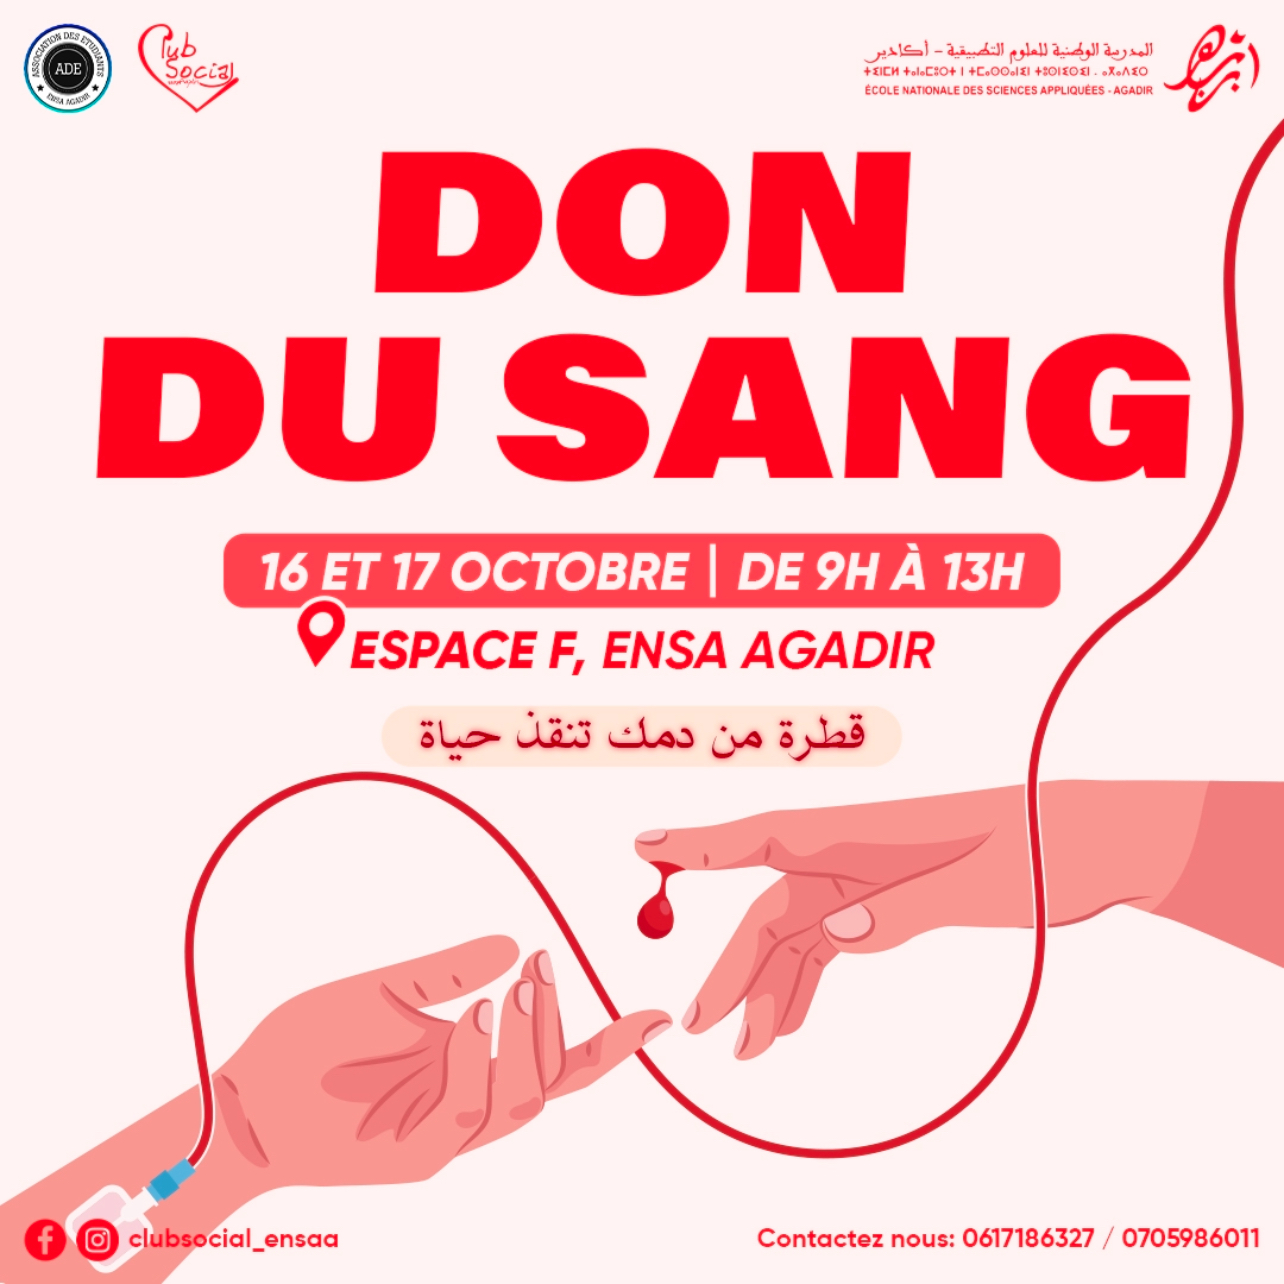 ASSOCIATION DES ETUDIANTS
ADE
ENSA AGADIR
Club
Social
المدرسة الوطنية للعلوم التطبيقية - أكادير
ÉCOLE NATIONALE DES SCIENCES APPLIQUÉES - AGADIR
DON
DU SANG
16 ET 17 OCTOBRE | DE 9H À 13H
ESPACE F, ENSA AGADIR
قطرة من دمك تنقذ حياة
clubsocial_ensaa
Contactez nous: 0617186327 / 0705986011